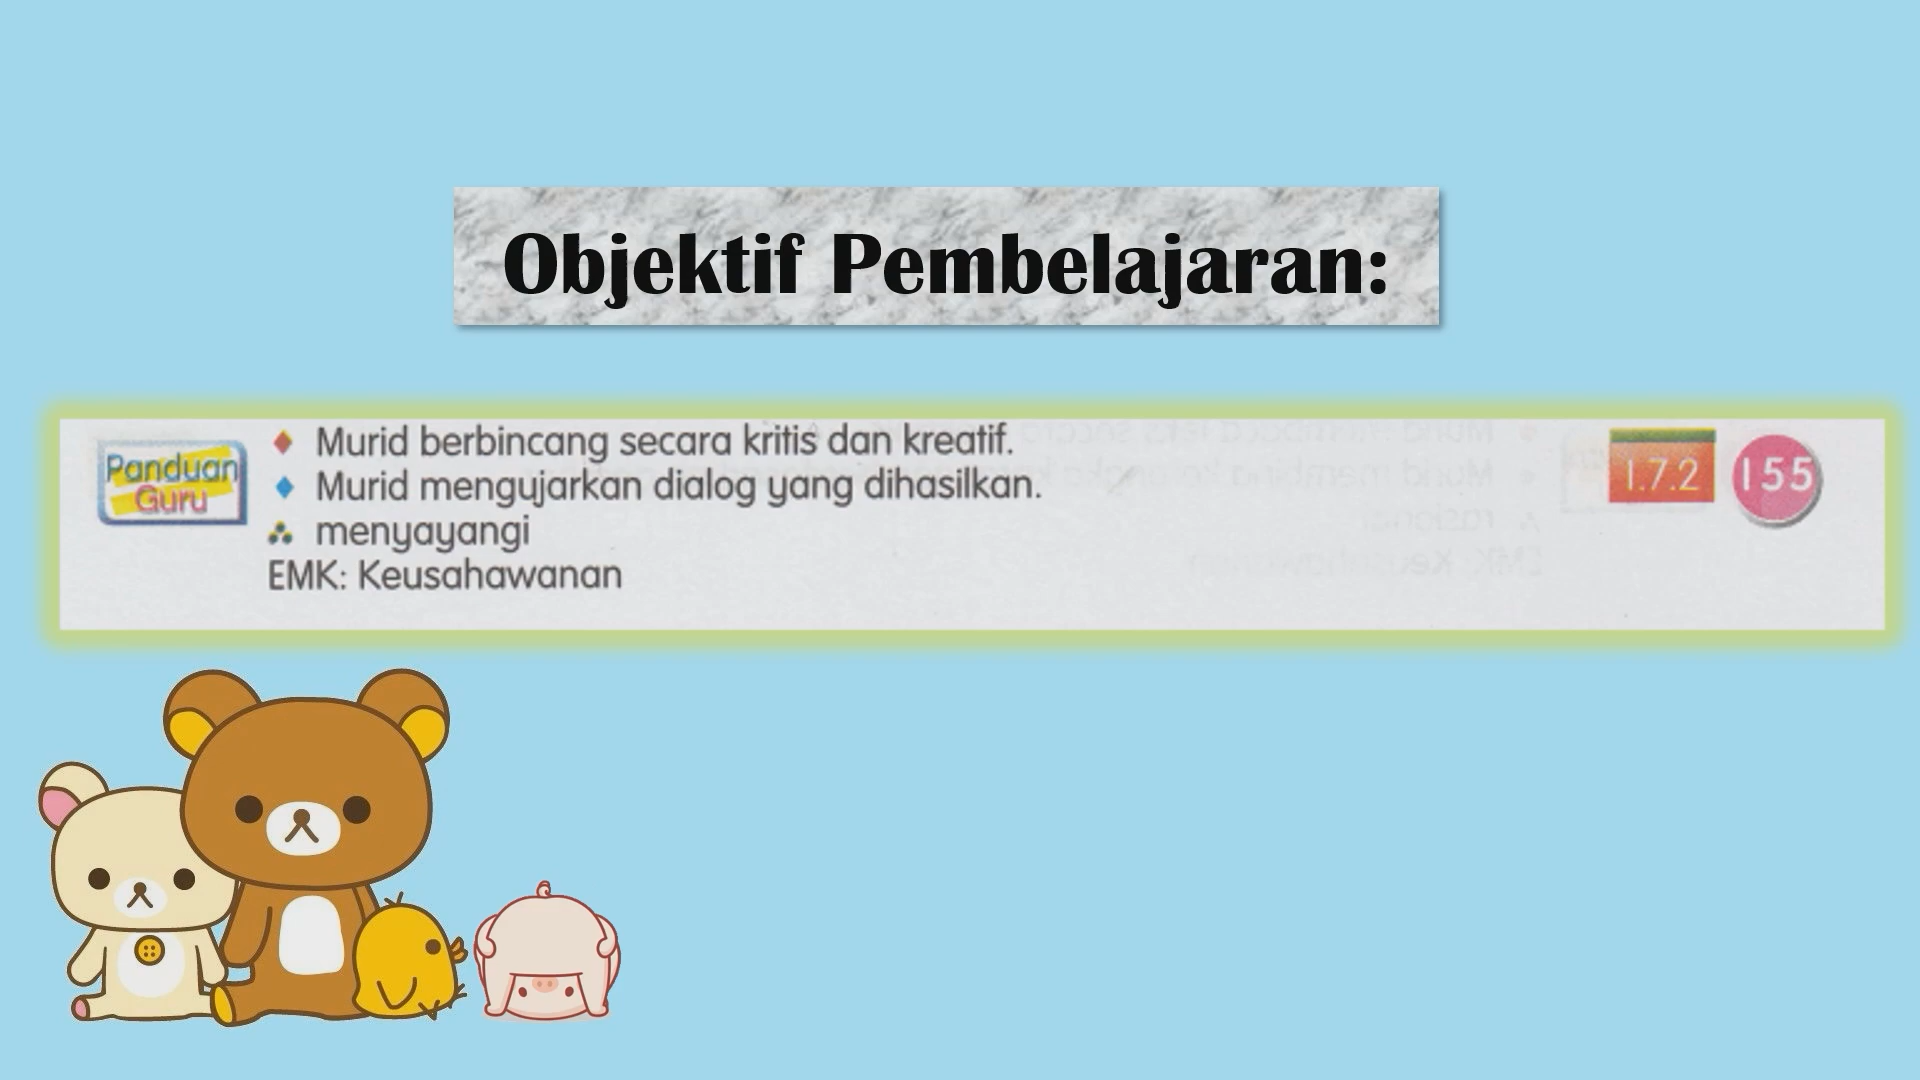 Objektif Pembelajaran:
Panduan
Guru
Murid berbincang secara kritis dan kreatif.
Murid mengujarkan dialog yang dihasilkan.
menyayangi
EMK: Keusahawanan
1.7.2
155